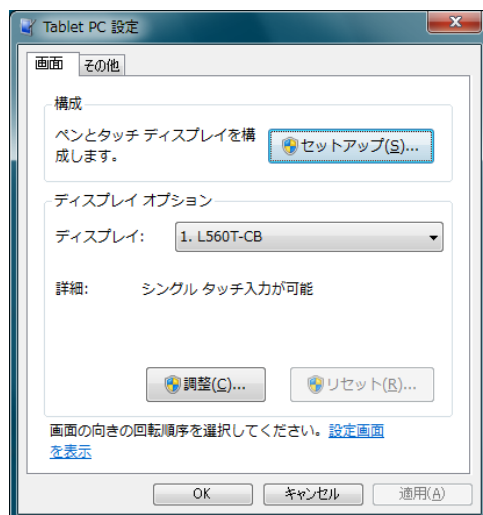 Tablet PC 設定
画面 その他
構成
ペンとタッチ ディスプレイを構
成します。
セットアップ(S)...
ディスプレイ オプション
ディスプレイ: 1. L560T-CB
詳細: シングル タッチ入力が可能
調整(C)... リセット(R)...
画面の向きの回転順序を選択してください。設定画面
を表示
OK キャンセル 適用(A)